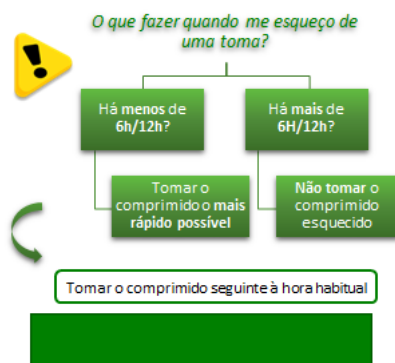 O que fazer quando me esqueço de
uma toma?
Há menos de
6h/12h?
Há mais de
6H/12h?
Tomar o
comprimido o mais
rápido possível
Não tomar o
comprimido
esquecido
Tomar o comprimido seguinte à hora habitual